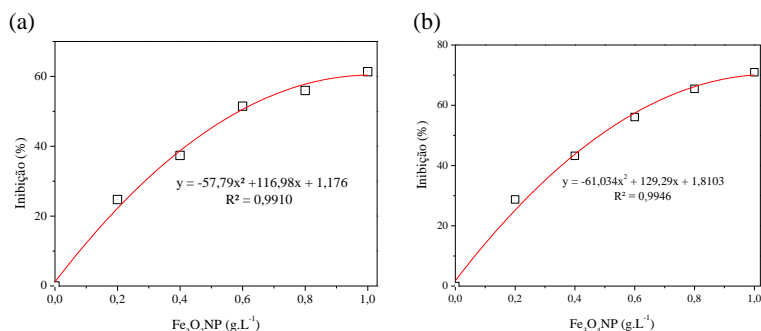 (a)
60
40
20
0
0,0 0,2 0,4 0,6 0,8 1,0
Inibição (%)
y = -57,79x² +116,98x + 1,176
R² = 0,9910
Fe₂O₃NP (g.L⁻¹)
(b)
80
60
40
20
0
0,0 0,2 0,4 0,6 0,8 1,0
Inibição (%)
y = -61,034x² + 129,29x + 1,8103
R² = 0,9946
Fe₃O₄NP (g.L⁻¹)